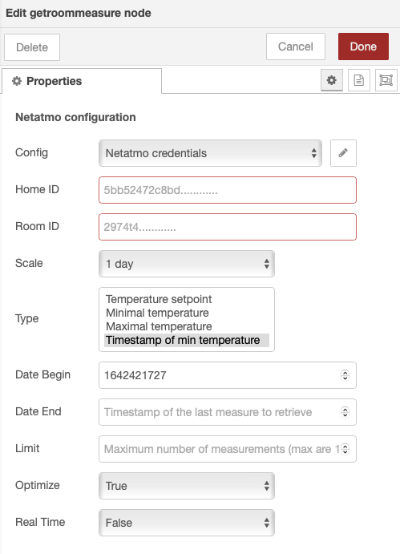 Edit getroommeasure node
Delete
Cancel
Done
Properties
Netatmo configuration
Config
Netatmo credentials
Home ID
5bb52472c8bd............
Room ID
2974t4............
Scale
1 day
Type
Temperature setpoint
Minimal temperature
Maximal temperature
Timestamp of min temperature
Date Begin
1642421727
Date End
Timestamp of the last measure to retrieve
Limit
Maximum number of measurements (max are 1
Optimize
True
Real Time
False